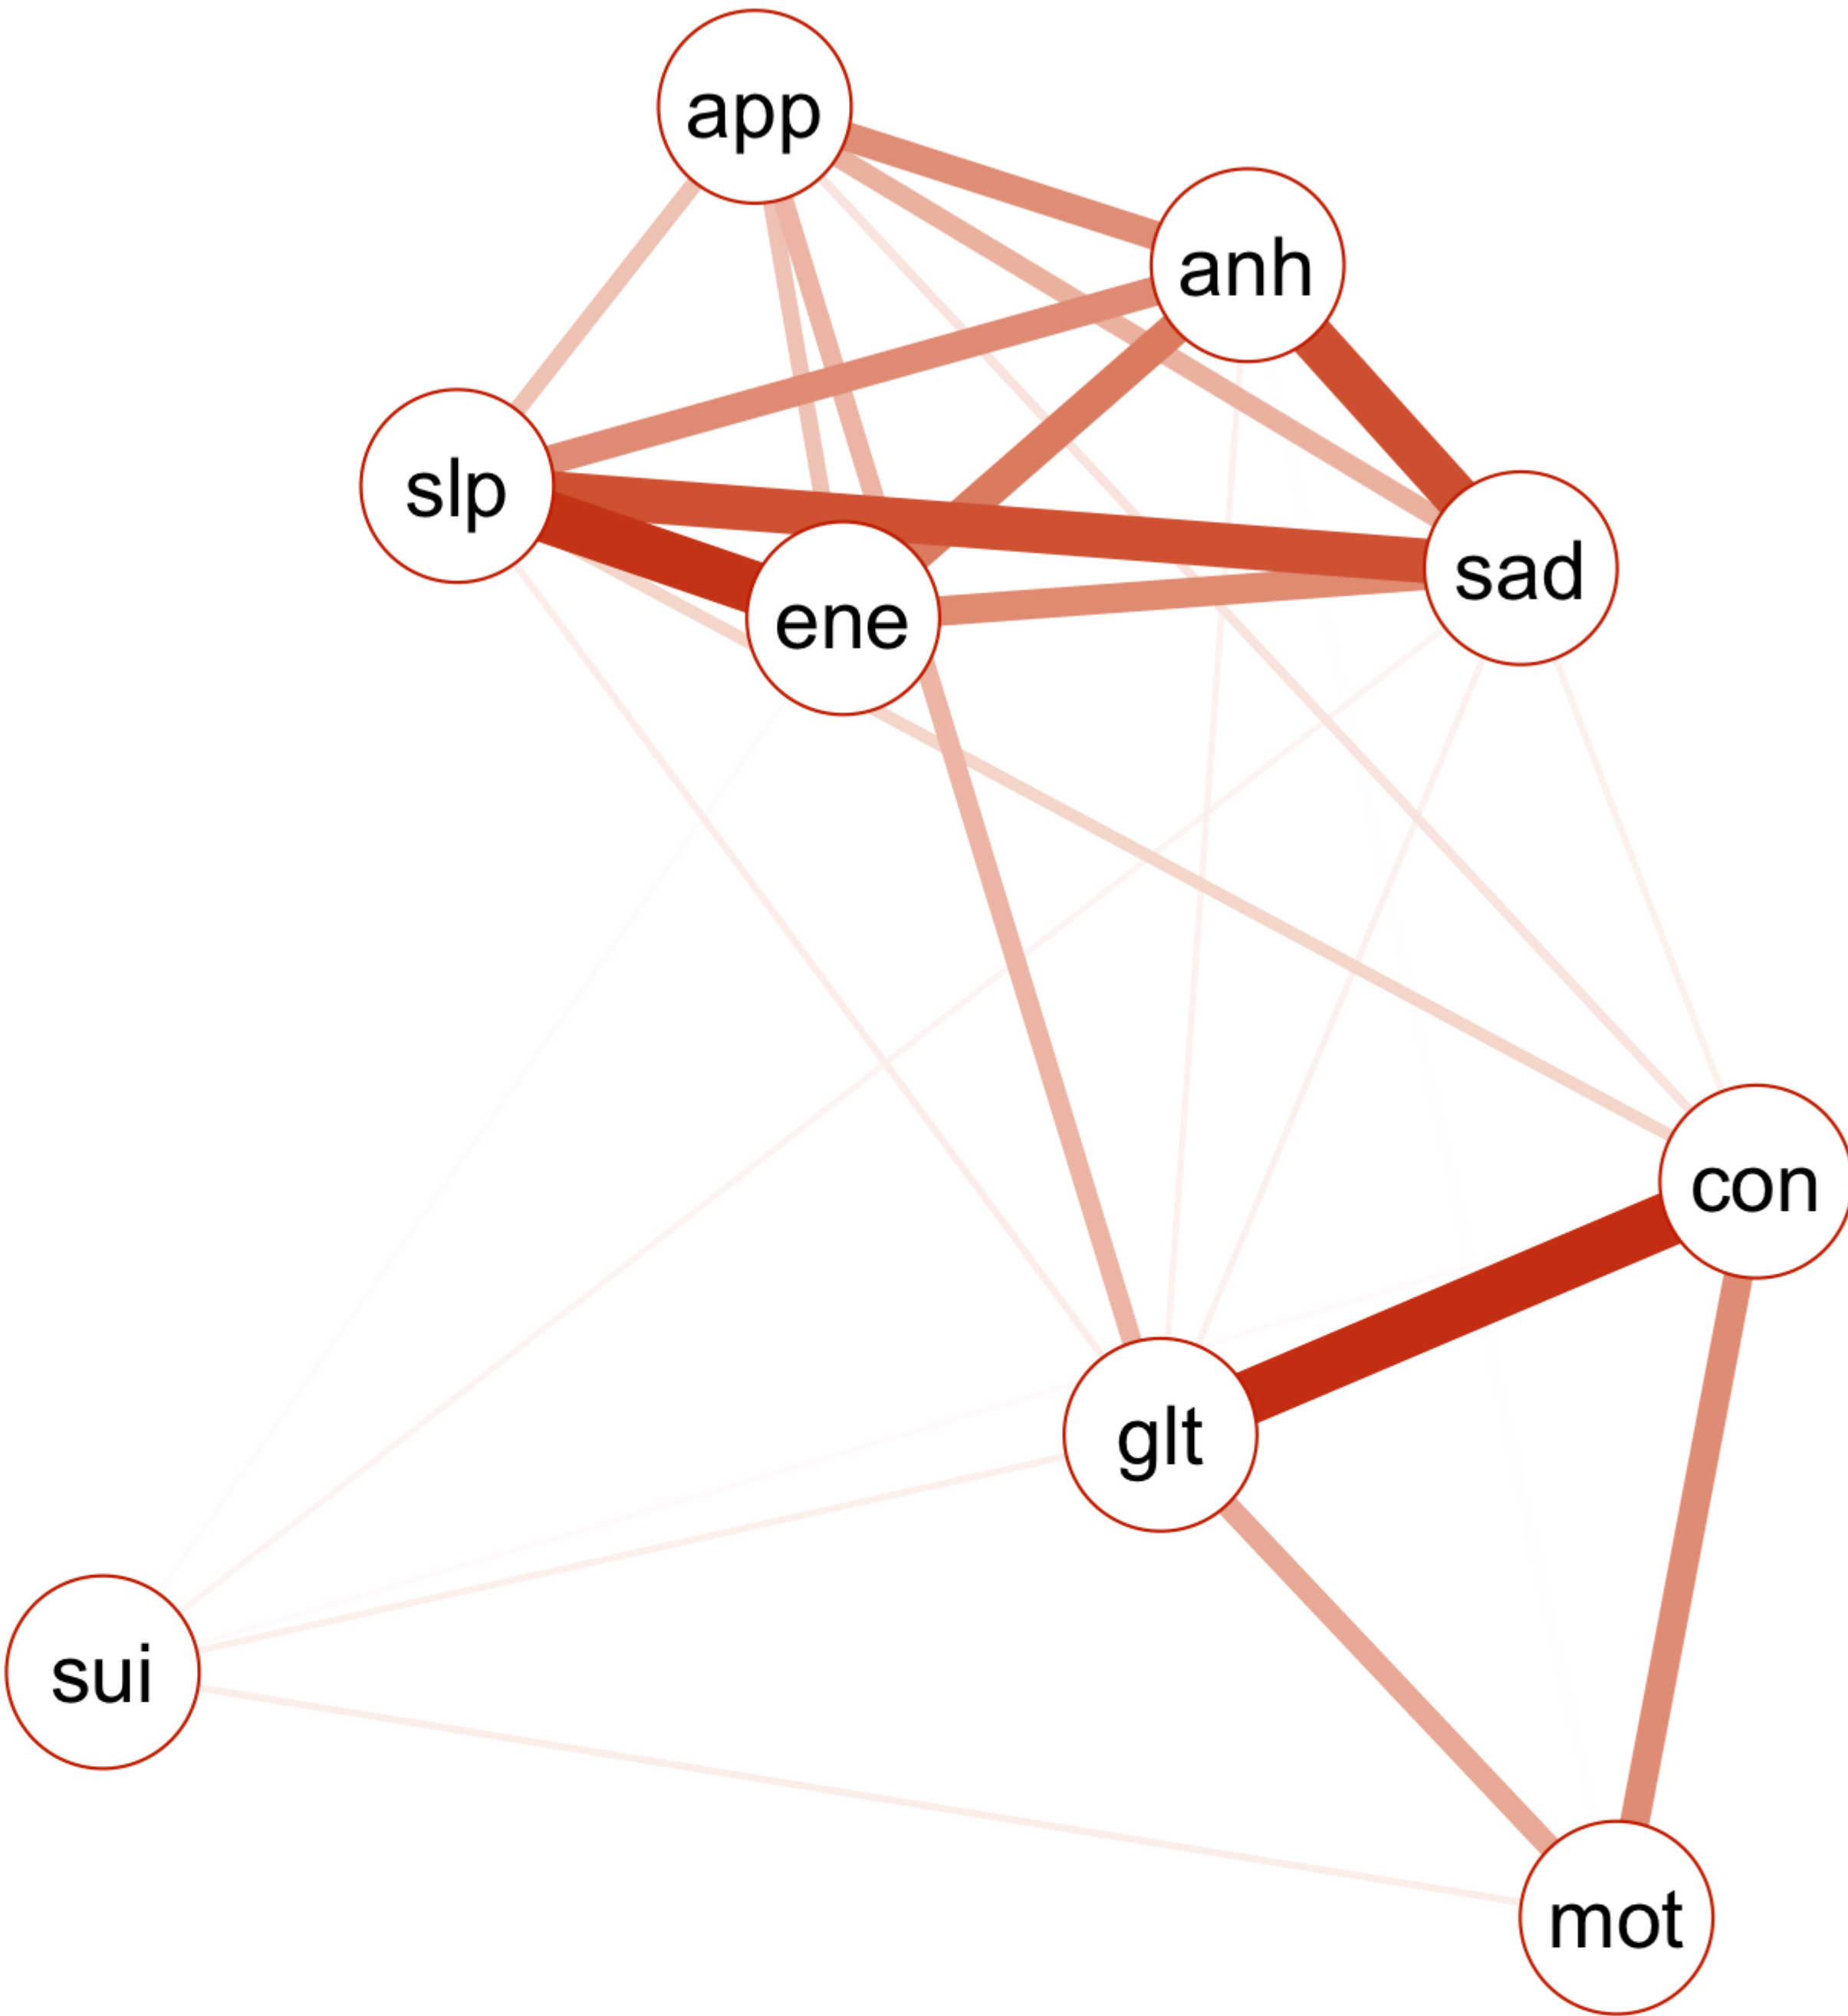 app
anh
slp
sad
ene
con
glt
sui
mot